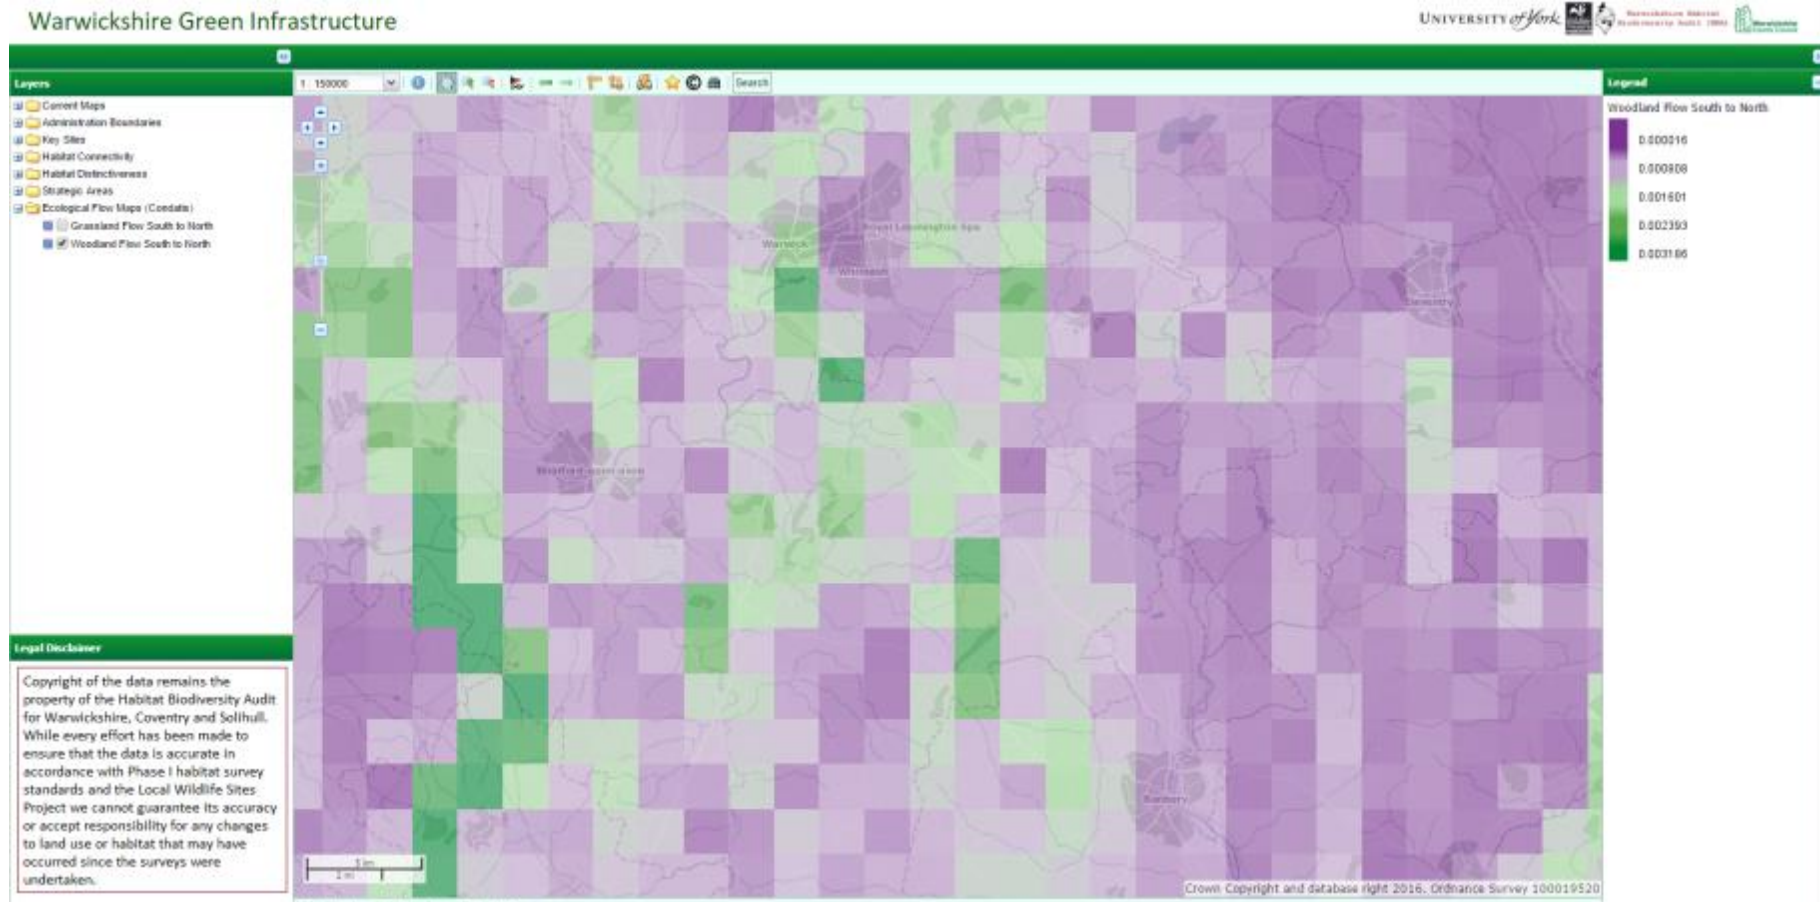 Warwickshire Green Infrastructure
UNIVERSITY of York
Layers
1 : 150000
Search
Legend
Current Maps
Administration Boundaries
Key Sites
Habitat Connectivity
Habitat Distinctiveness
Strategic Areas
Ecological Flow Maps (Condatis)
Grassland Flow South to North
Woodland Flow South to North
Woodland Flow South to North
0.000016
0.000808
0.001601
0.002393
0.003186
Royal Leamington Spa
Warwick
Whitnash
Daventry
Stratford-upon-Avon
Banbury
Legal Disclaimer
Copyright of the data remains the
property of the Habitat Biodiversity Audit
for Warwickshire, Coventry and Solihull.
While every effort has been made to
ensure that the data is accurate in
accordance with Phase I habitat survey
standards and the Local Wildlife Sites
Project we cannot guarantee its accuracy
or accept responsibility for any changes
to land use or habitat that may have
occurred since the surveys were
undertaken.
2 mi
Crown Copyright and database right 2016. Ordnance Survey 100019520